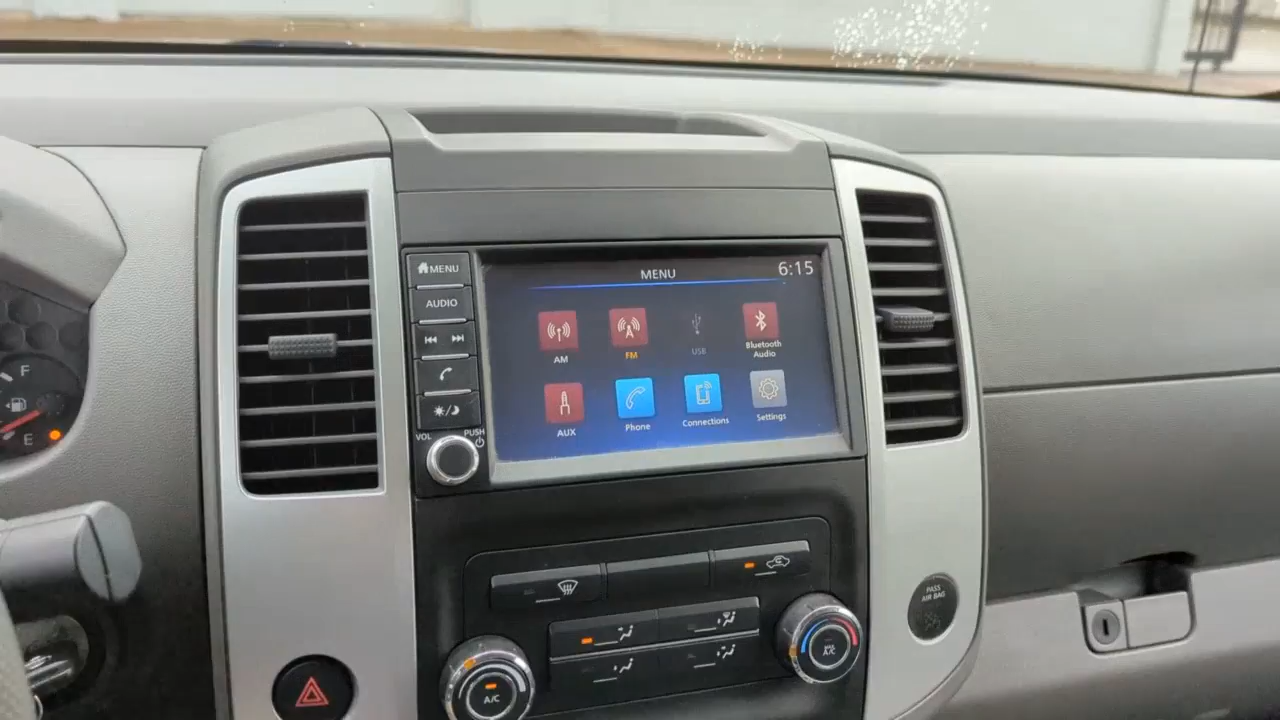 MENU
AUDIO
VOL
PUSH
MENU
6:15
AM
FM
USB
Bluetooth
Audio
AUX
Phone
Connections
Settings
F
E
A/C
PASS
AIR BAG